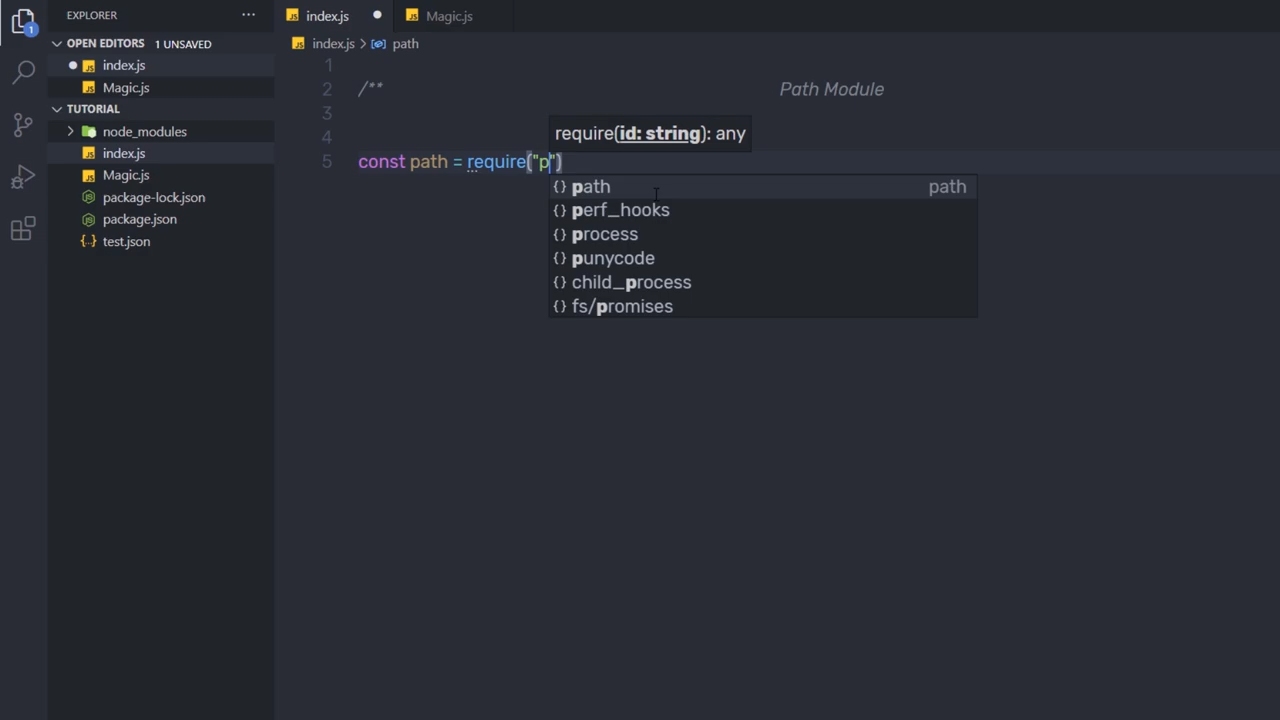 EXPLORER
OPEN EDITORS 1 UNSAVED
index.js
Magic.js
TUTORIAL
node_modules
index.js
Magic.js
package-lock.json
package.json
test.json
1
index.js
Magic.js
index.js > path
1
2 /** Path Module
3
4
5 const path = require("p")
require(id: string): any
path path
perf_hooks
process
punycode
child_process
fs/promises